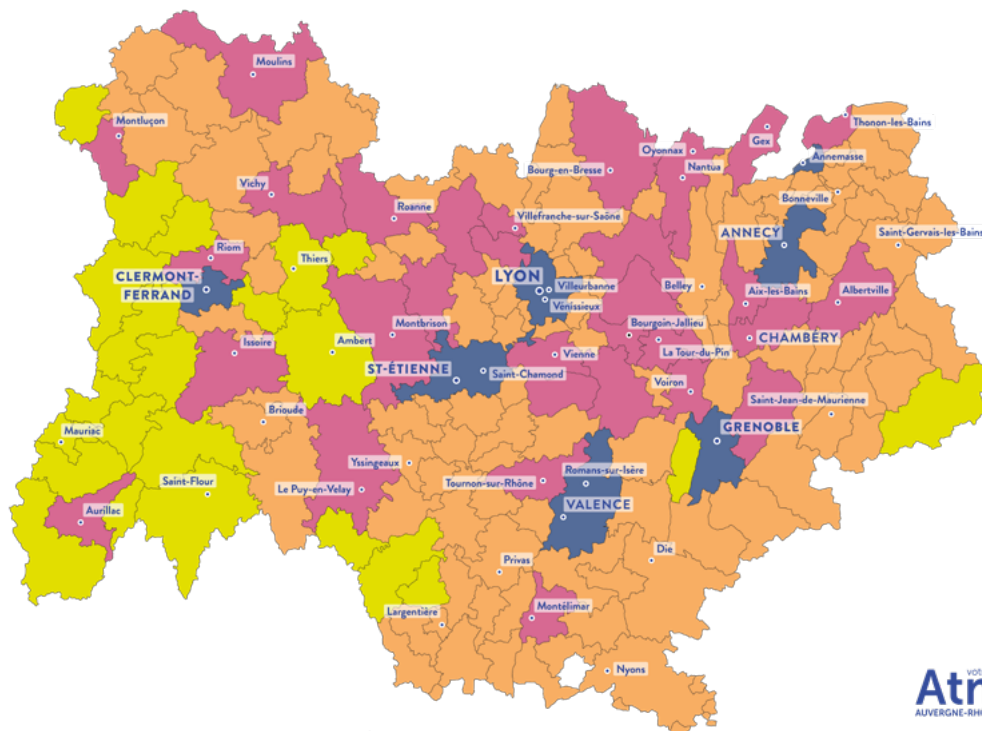 Moulins
Montluçon
Thonon-les-Bains
Gex
Oyonnax
Annemasse
Nantua
Bourg-en-Bresse
Vichy
Bonneville
Roanne
Villefranche-sur-Saône
ANNECY
Saint-Gervais-les-Bains
Riom
Thiers
CLERMONT-
FERRAND
LYON
Villeurbanne
Belley
Vénissieux
Aix-les-Bains
Albertville
Bourgoin-Jallieu
Montbrison
Issoire
Ambert
CHAMBÉRY
La Tour-du-Pin
Vienne
ST-ÉTIENNE
Saint-Chamond
Voiron
Saint-Jean-de-Maurienne
Brioude
GRENOBLE
Mauriac
Yssingeaux
Romans-sur-Isère
Saint-Flour
Tournon-sur-Rhône
Le Puy-en-Velay
VALENCE
Aurillac
Die
Privas
Largentière
Montélimar
Nyons
Atr
AUVERGNE-RH